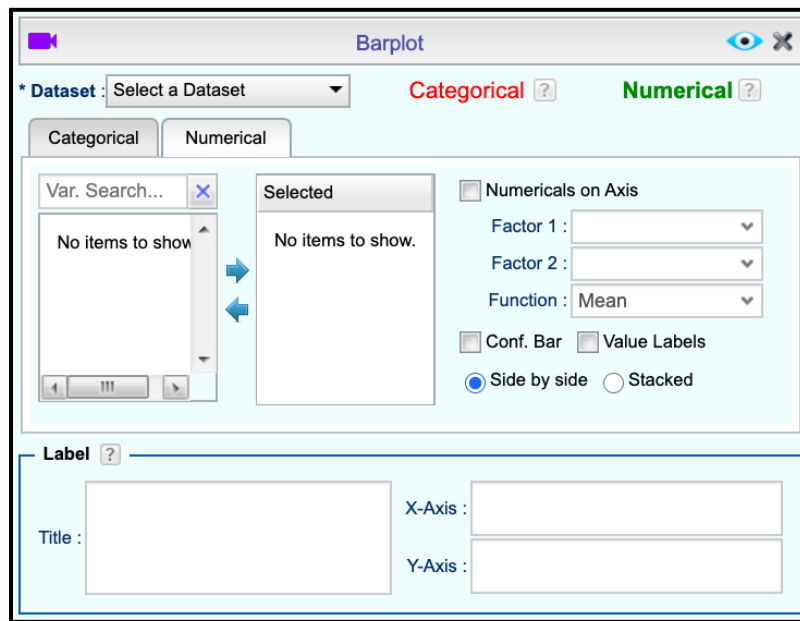 Barplot
* Dataset : Select a Dataset Categorical ? Numerical ?
Categorical Numerical
Var. Search... Selected Numericals on Axis
No items to show No items to show. Factor 1 :
Factor 2 :
Function : Mean
Conf. Bar Value Labels
Side by side Stacked
Label ?
Title : X-Axis :
Y-Axis :